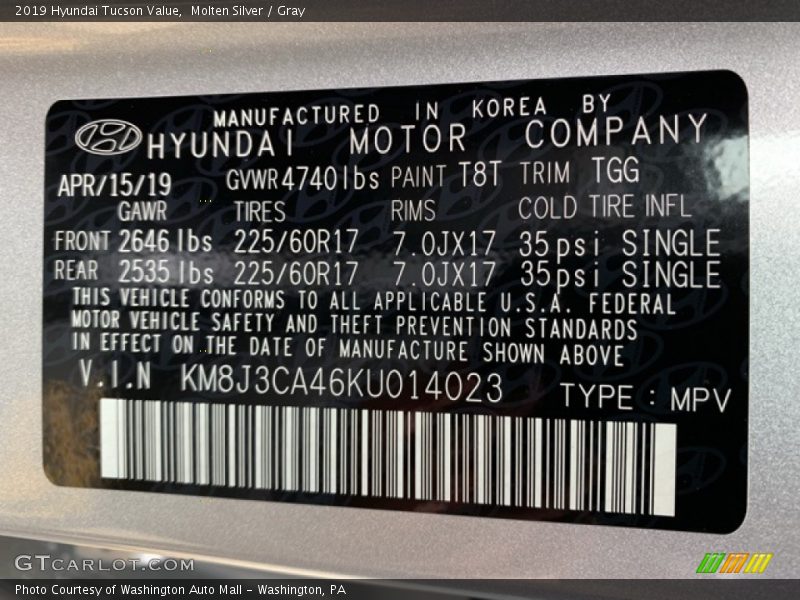 2019 Hyundai Tucson Value,  Molten Silver / Gray
MANUFACTURED IN KOREA BY
HYUNDAI MOTOR COMPANY
APR/15/19 GVWR 4740lbs PAINT T8T TRIM TGG
GAWR TIRES RIMS COLD TIRE INFL
FRONT 2646 lbs 225/60R17 7.0JX17 35psi SINGLE
REAR 2535 lbs 225/60R17 7.0JX17 35psi SINGLE
THIS VEHICLE CONFORMS TO ALL APPLICABLE U.S.A. FEDERAL
MOTOR VEHICLE SAFETY AND THEFT PREVENTION STANDARDS
IN EFFECT ON THE DATE OF MANUFACTURE SHOWN ABOVE
V.I.N KM8J3CA46KU014023 TYPE : MPV
GTCARLOT.COM
Photo Courtesy of Washington Auto Mall - Washington, PA